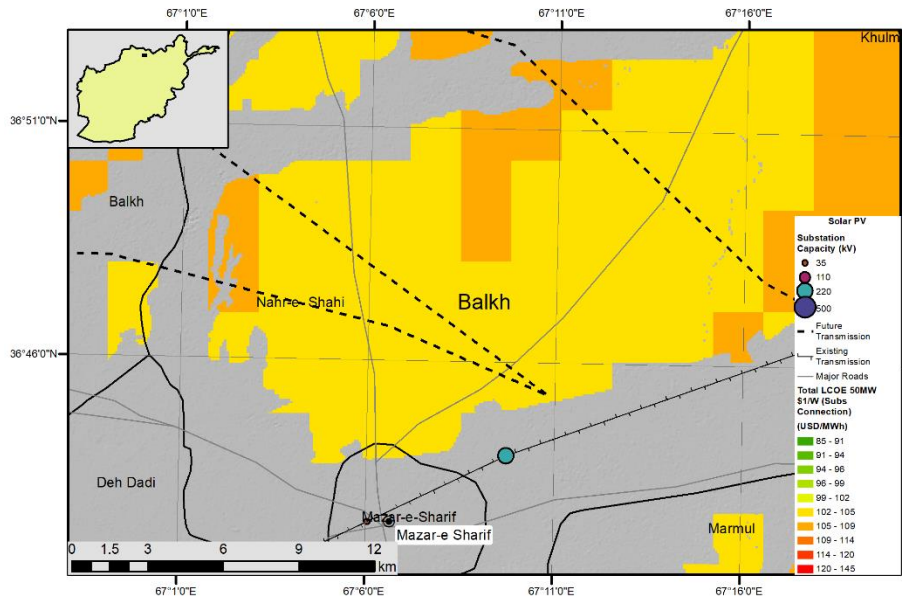 67°1'0"E
67°6'0"E
67°11'0"E
67°16'0"E
Khulm
36°51'0"N
Balkh
Nahr-e- Shahi
Balkh
36°46'0"N
Deh Dadi
Mazar-e-Sharif
Mazar-e Sharif
Marmul
Solar PV
Substation
Capacity (kV)
35
110
220
500
Future
Transmission
Existing
Transmission
Major Roads
Total LCOE 50MW
$1/W (Subs
Connection)
(USD/MWh)
85 - 91
91 - 94
94 - 96
96 - 99
99 - 102
102 - 105
105 - 109
109 - 114
114 - 120
120 - 145
0 1.5 3 6 9 12
km
67°1'0"E
67°6'0"E
67°11'0"E
67°16'0"E